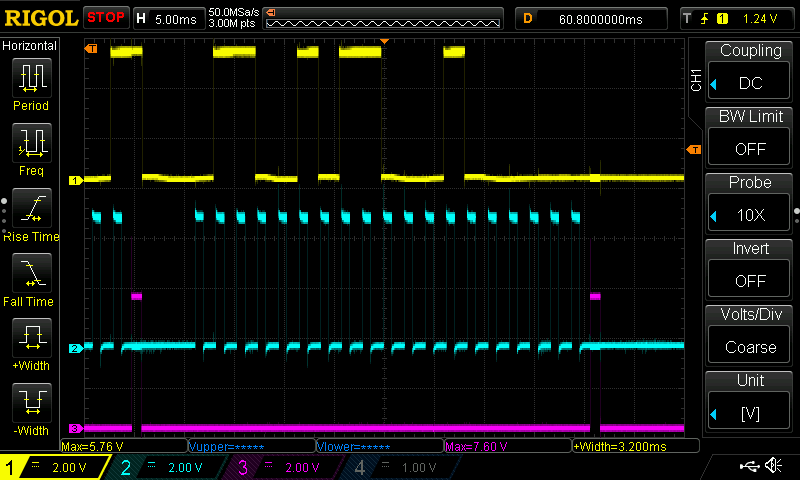 RIGOL STOP H 5.00ms 50.0MSa/s 3.00M pts D 60.8000000ms T 1 1.24 V
Horizontal
Period
Freq
Rise Time
Fall Time
+Width
-Width
T
1
2
3
T
CH1
Coupling
DC
BW Limit
OFF
Probe
10X
Invert
OFF
Volts/Div
Coarse
Unit
[V]
Max=5.76 V Vupper=***** Vlower=***** Max=7.60 V +Width=3.200ms
1 2.00 V 2 2.00 V 3 2.00 V 4 1.00 V